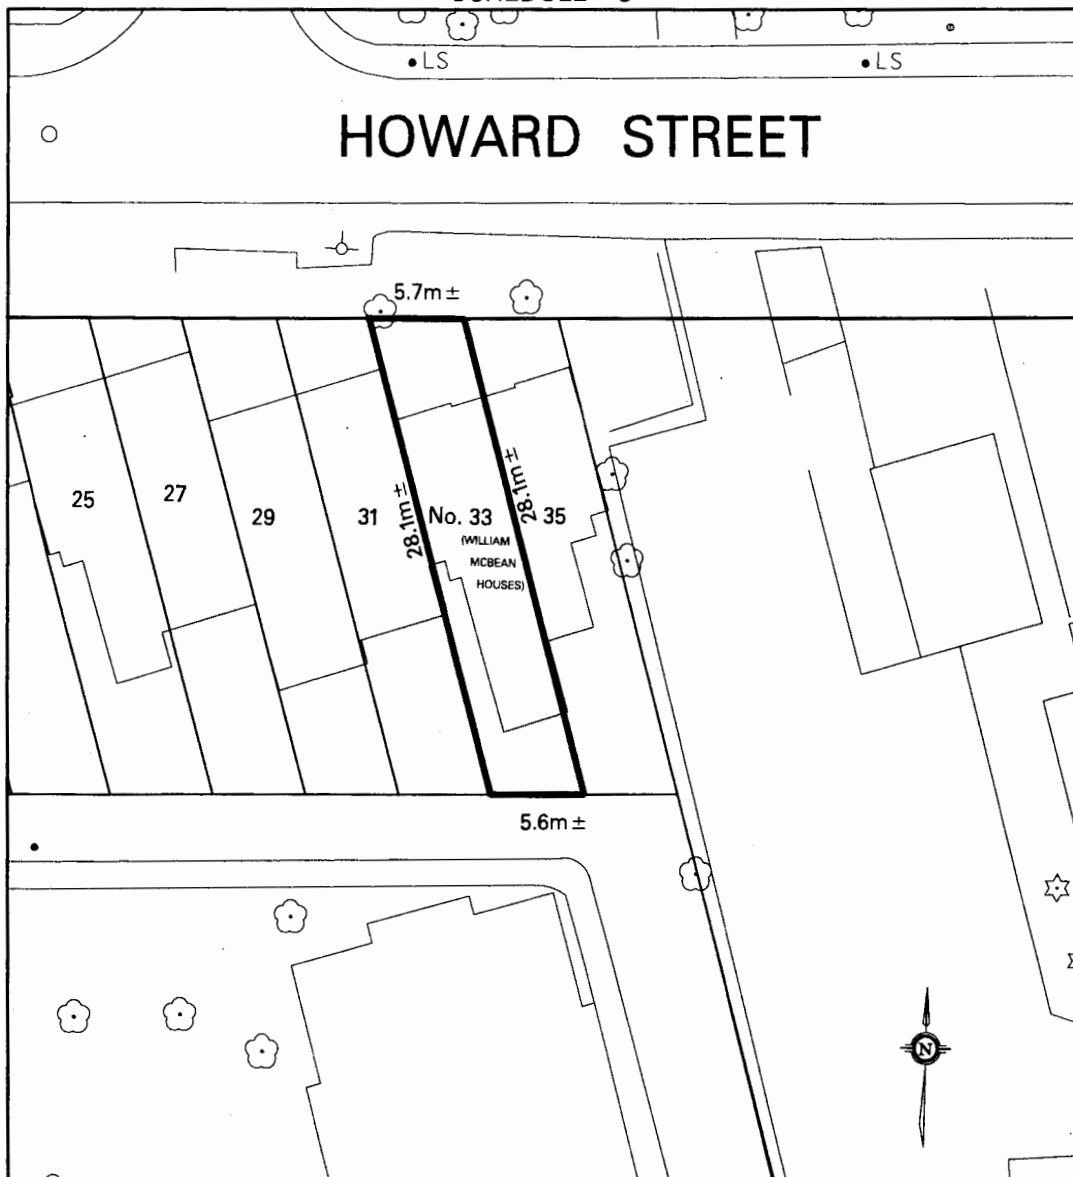 LS
LS
HOWARD STREET
5.7m ±
25
27
29
31
28.1m ±
No. 33
(WILLIAM
MCBEAN
HOUSES)
28.1m ±
35
5.6m ±
N